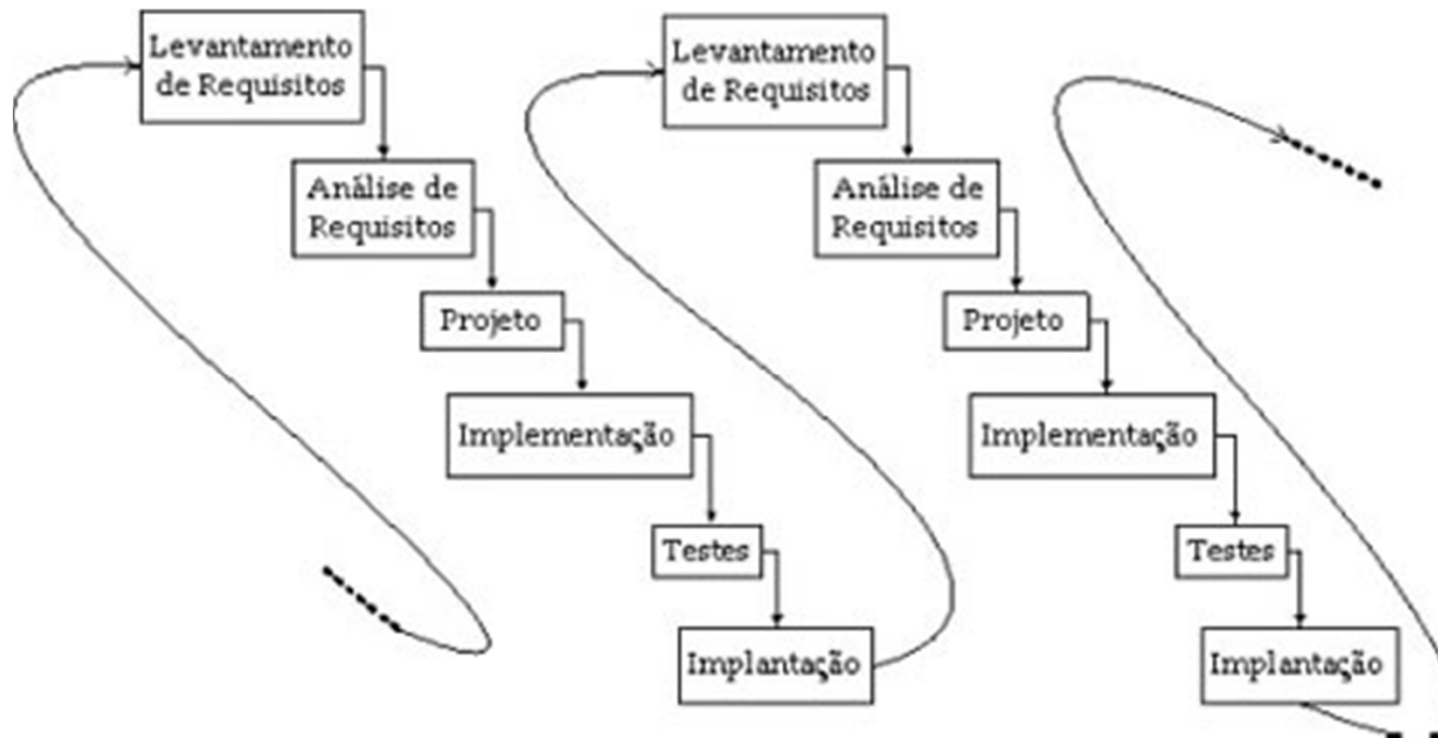 Levantamento
de Requisitos
Análise de
Requisitos
Projeto
Implementação
Testes
Implantação
Levantamento
de Requisitos
Análise de
Requisitos
Projeto
Implementação
Testes
Implantação